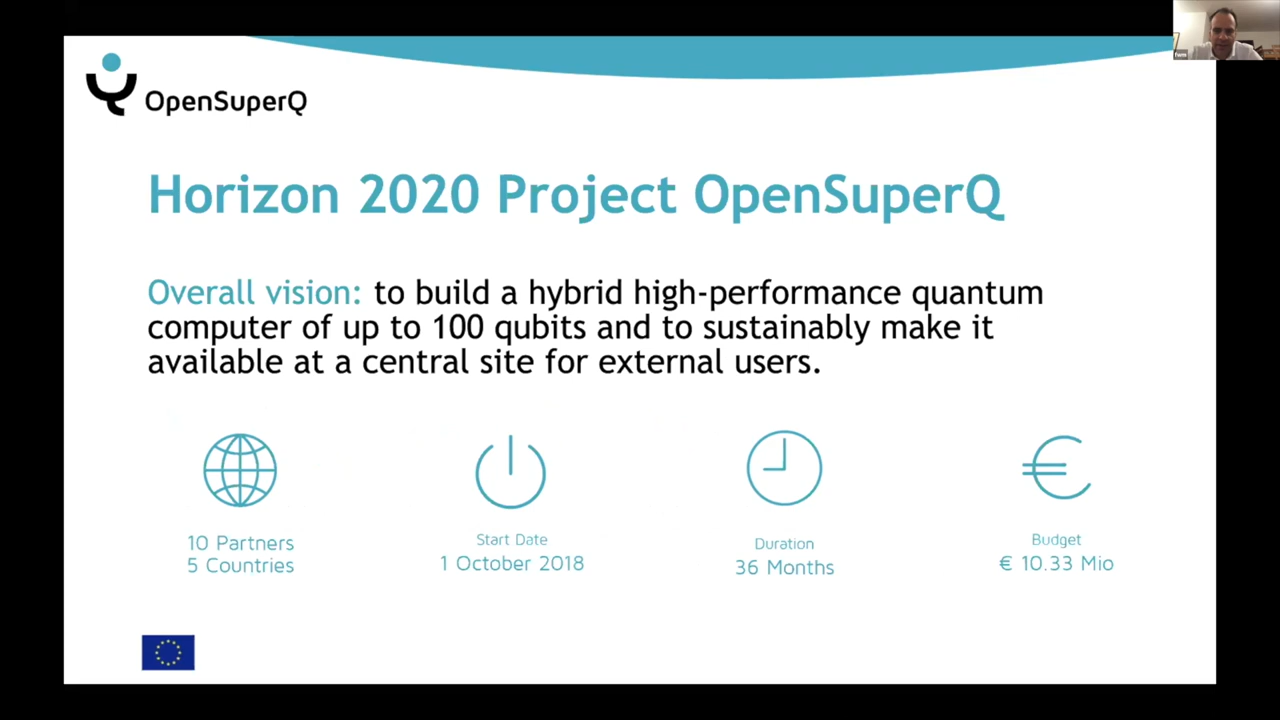 OpenSuperQ
Horizon 2020 Project OpenSuperQ
Overall vision: to build a hybrid high-performance quantum
computer of up to 100 qubits and to sustainably make it
available at a central site for external users.
10 Partners
5 Countries
Start Date
1 October 2018
Duration
36 Months
Budget
€ 10.33 Mio